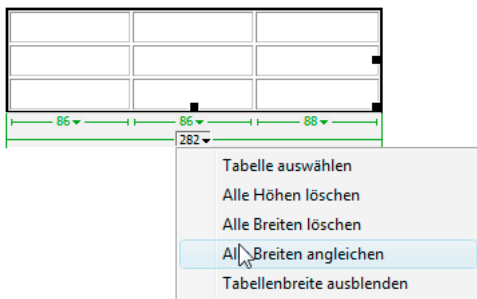 86 86 88
282
Tabelle auswählen
Alle Höhen löschen
Alle Breiten löschen
Alle Breiten angleichen
Tabellenbreite ausblenden